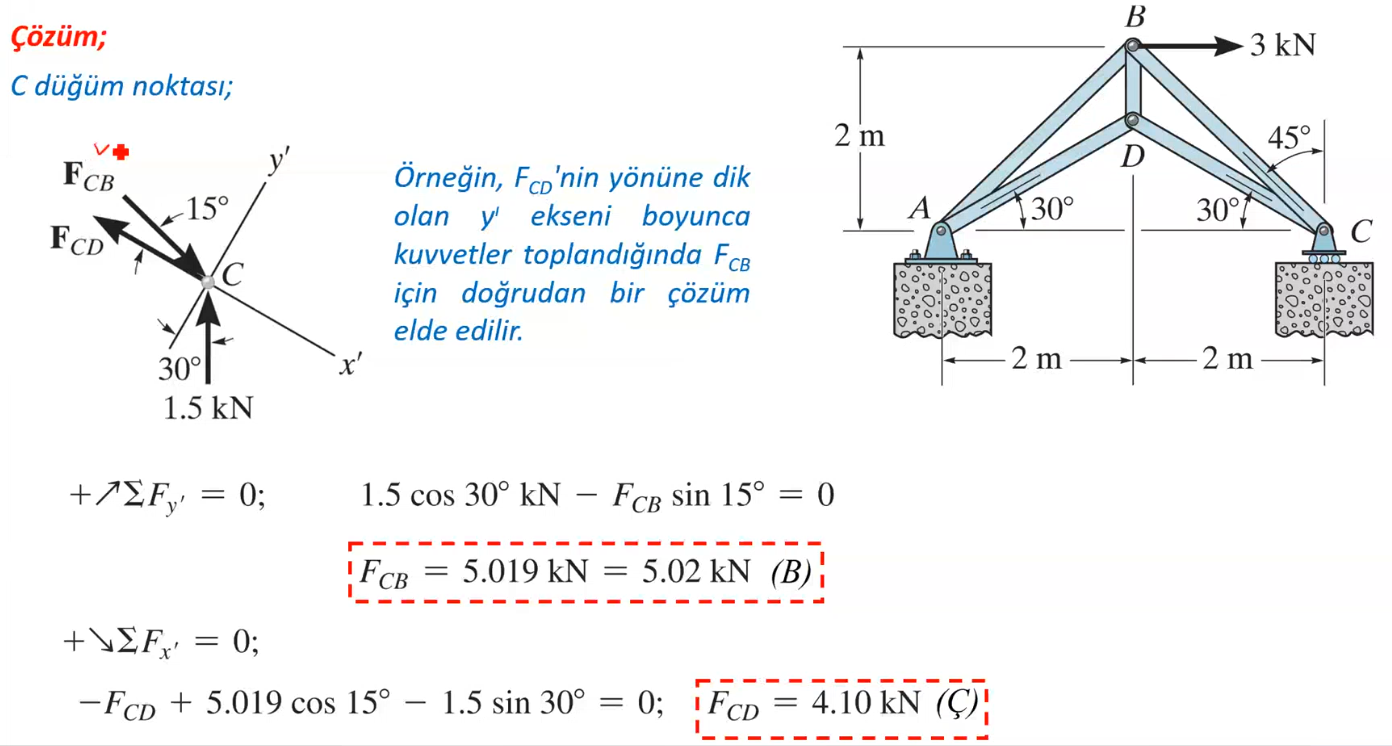 Çözüm;
C düğüm noktası;
F_CB
15°
y'
F_CD
C
30°
x'
1.5 kN
Örneğin, F_CD'nin yönüne dik
olan y' ekseni boyunca
kuvvetler toplandığında F_CB
için doğrudan bir çözüm
elde edilir.
B
3 kN
2 m
45°
D
A
30°
30°
C
2 m
2 m
+↗ΣF_y' = 0; 1.5 cos 30° kN − F_CB sin 15° = 0
F_CB = 5.019 kN = 5.02 kN (B)
+↘ΣF_x' = 0;
−F_CD + 5.019 cos 15° − 1.5 sin 30° = 0; F_CD = 4.10 kN (Ç)